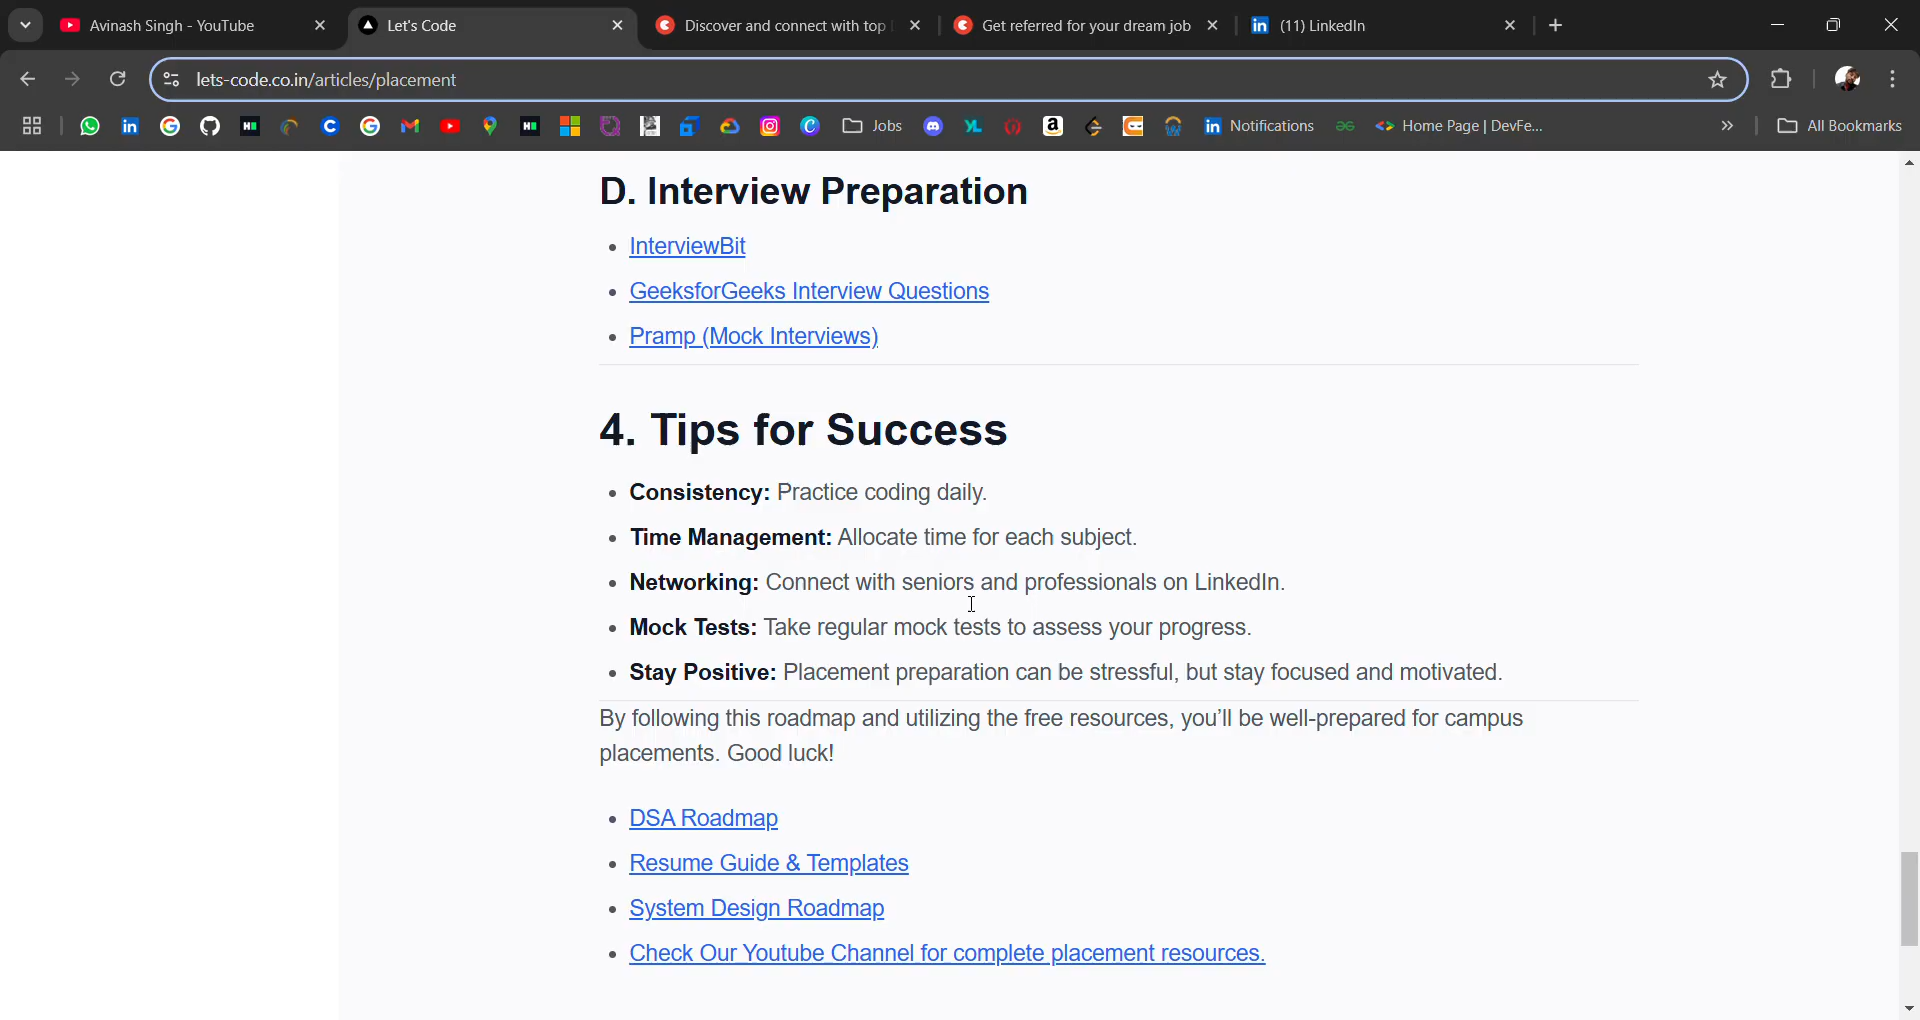 Avinash Singh - YouTube
Let's Code
Discover and connect with top
Get referred for your dream job
(11) LinkedIn
lets-code.co.in/articles/placement
Jobs
Notifications
Home Page | DevFe...
All Bookmarks
D. Interview Preparation
InterviewBit
GeeksforGeeks Interview Questions
Pramp (Mock Interviews)
4. Tips for Success
Consistency: Practice coding daily.
Time Management: Allocate time for each subject.
Networking: Connect with seniors and professionals on LinkedIn.
Mock Tests: Take regular mock tests to assess your progress.
Stay Positive: Placement preparation can be stressful, but stay focused and motivated.
By following this roadmap and utilizing the free resources, you’ll be well-prepared for campus
placements. Good luck!
DSA Roadmap
Resume Guide & Templates
System Design Roadmap
Check Our Youtube Channel for complete placement resources.